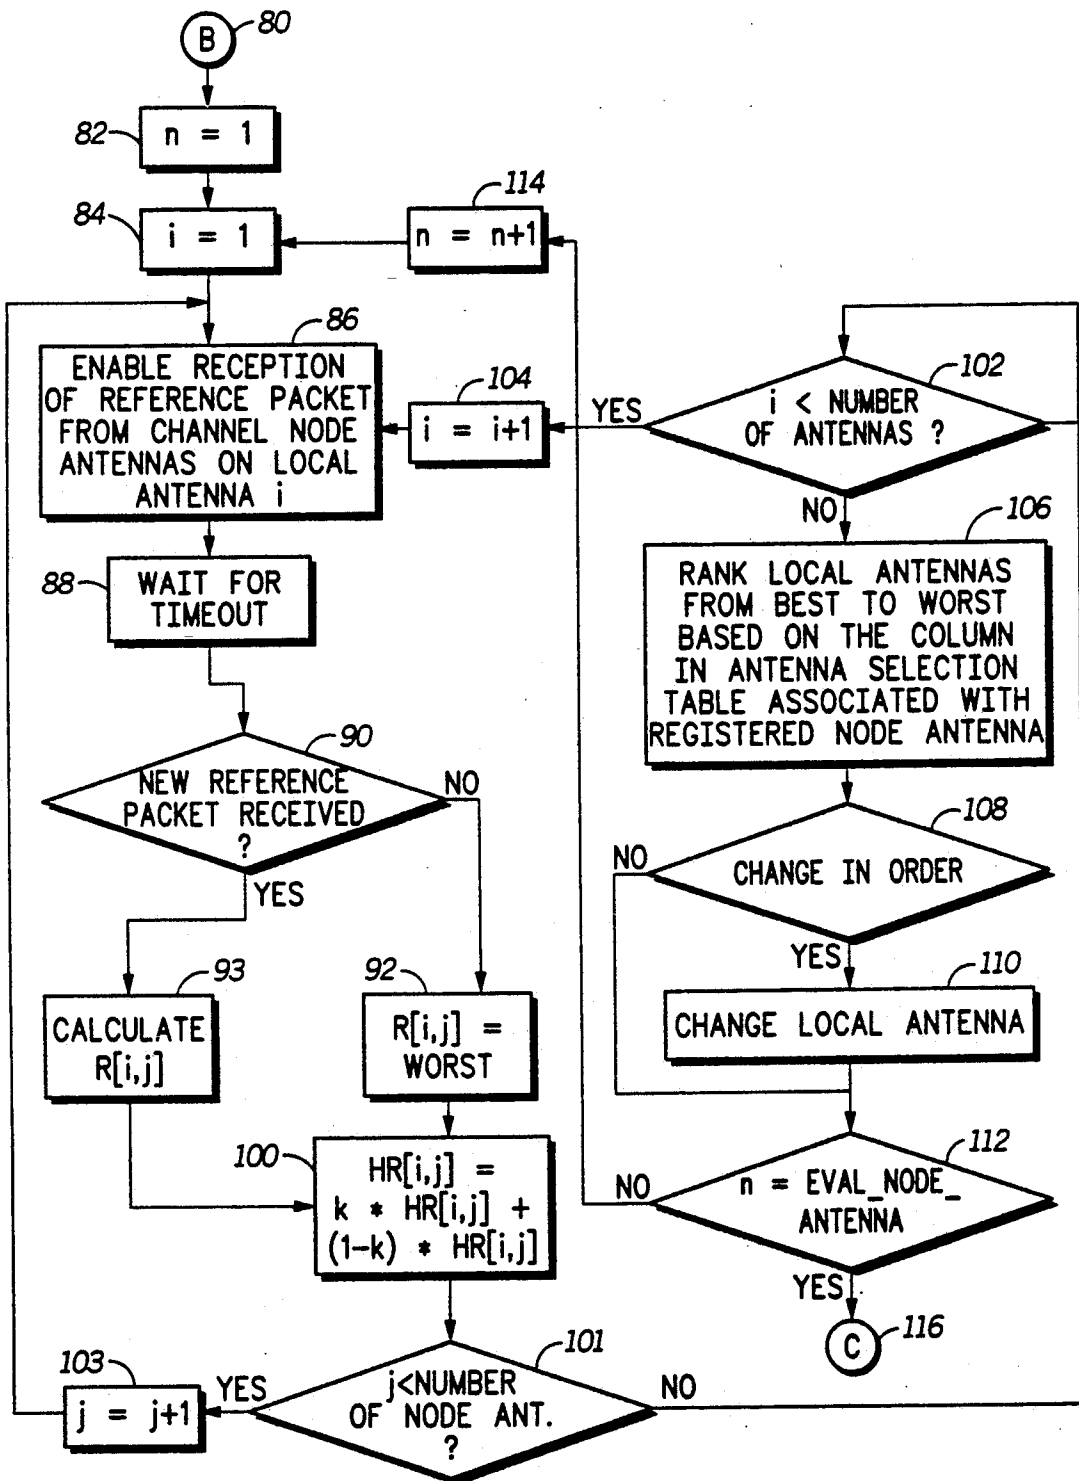 B
80
82
n = 1
84
i = 1
114
n = n+1
86
ENABLE RECEPTION
OF REFERENCE PACKET
FROM CHANNEL NODE
ANTENNAS ON LOCAL
ANTENNA i
104
i = i+1
YES
102
i < NUMBER
OF ANTENNAS ?
NO
88
WAIT FOR
TIMEOUT
106
RANK LOCAL ANTENNAS
FROM BEST TO WORST
BASED ON THE COLUMN
IN ANTENNA SELECTION
TABLE ASSOCIATED WITH
REGISTERED NODE ANTENNA
90
NEW REFERENCE
PACKET RECEIVED
?
NO
YES
108
CHANGE IN ORDER
NO
YES
93
CALCULATE
R[i,j]
92
R[i,j] =
WORST
110
CHANGE LOCAL ANTENNA
100
HR[i,j] =
k * HR[i,j] +
(1-k) * HR[i,j]
112
n = EVAL_NODE_
ANTENNA
NO
YES
C
116
101
j<NUMBER
OF NODE ANT.
?
YES
NO
103
j = j+1